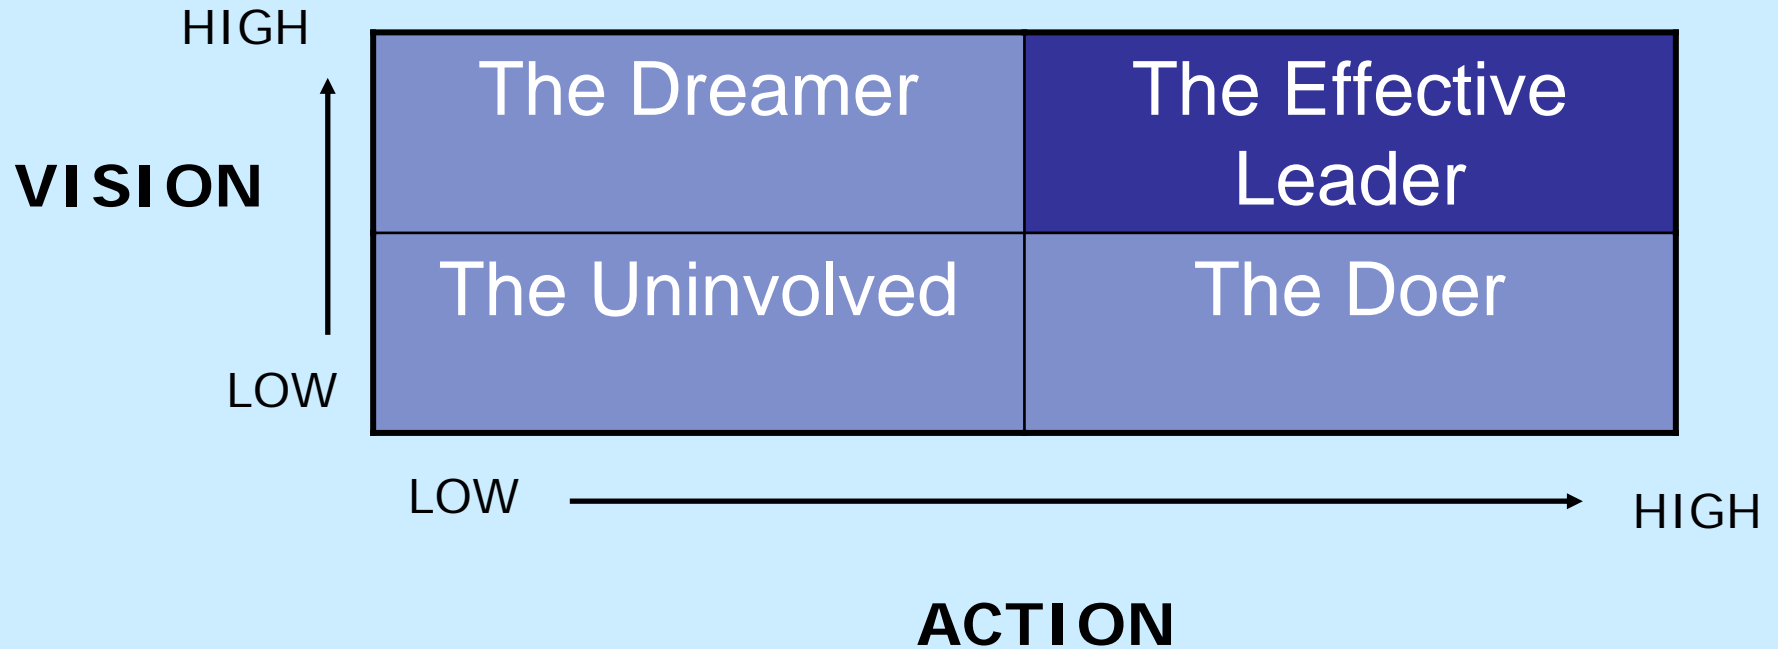 HIGH
The Dreamer
The Effective
Leader
VISION
The Uninvolved
The Doer
LOW
LOW
HIGH
ACTION